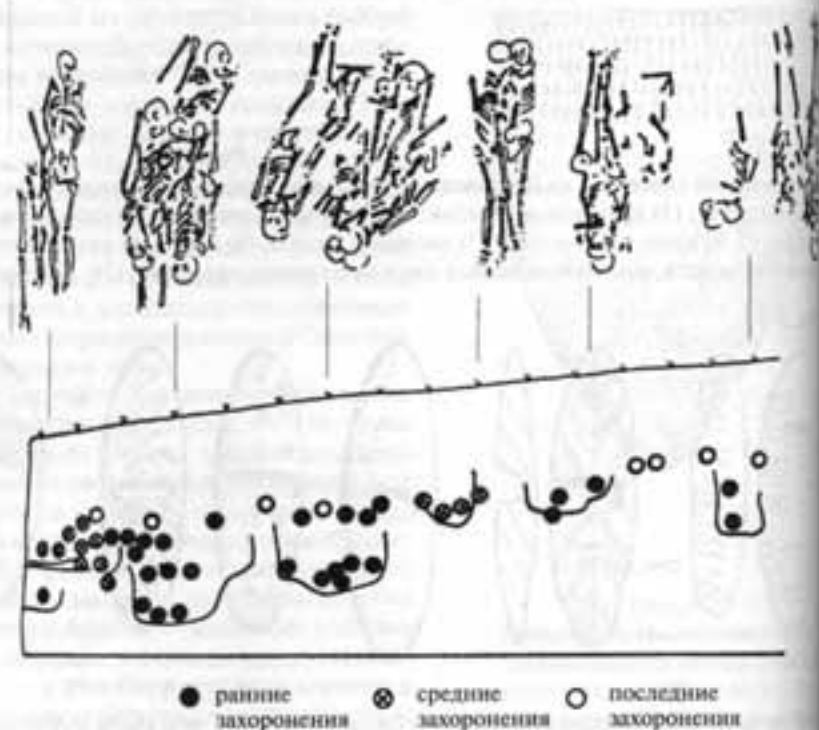 ранние средние последние
захоронения захоронения захоронения